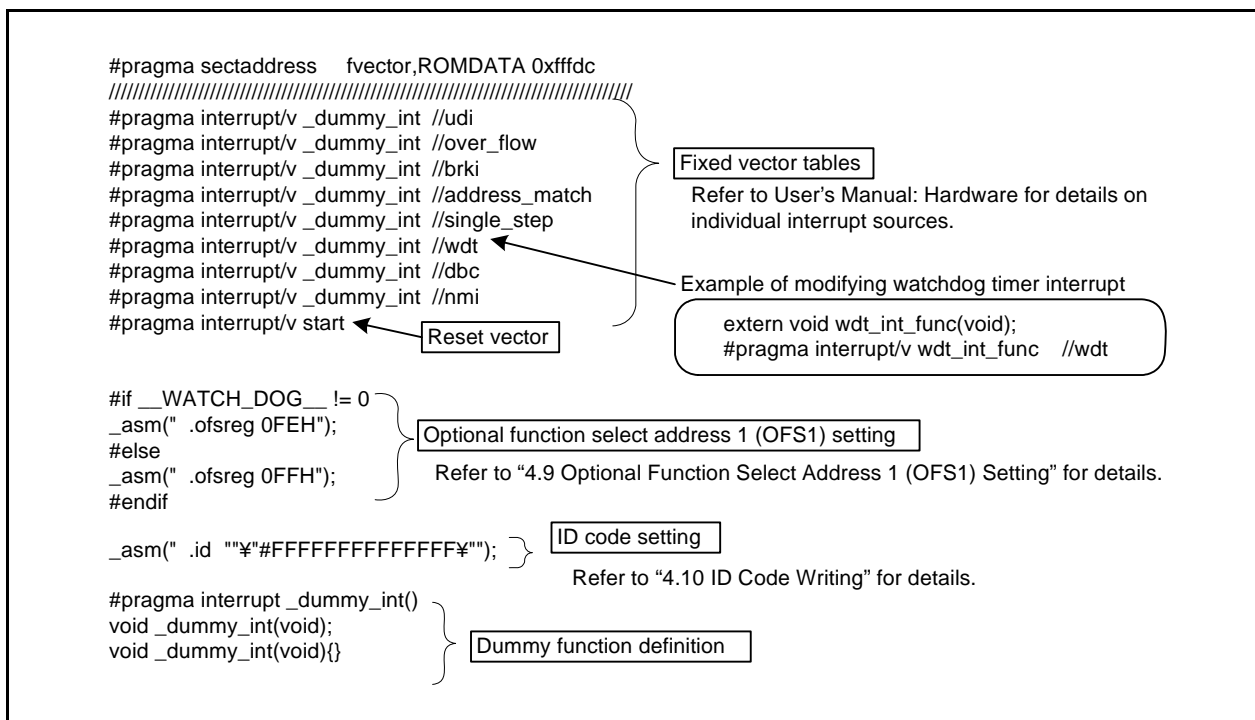 #pragma sectaddress fvector,ROMDATA 0xfffdc
////////////////////////////////////////////////////////////////////////////////////////
#pragma interrupt/v _dummy_int //udi
#pragma interrupt/v _dummy_int //over_flow
#pragma interrupt/v _dummy_int //brki
#pragma interrupt/v _dummy_int //address_match
#pragma interrupt/v _dummy_int //single_step
#pragma interrupt/v _dummy_int //wdt
#pragma interrupt/v _dummy_int //dbc
#pragma interrupt/v _dummy_int //nmi
#pragma interrupt/v start
Reset vector
Fixed vector tables
Refer to User's Manual: Hardware for details on
individual interrupt sources.
Example of modifying watchdog timer interrupt
extern void wdt_int_func(void);
#pragma interrupt/v wdt_int_func //wdt
#if __WATCH_DOG__ != 0
_asm(" .ofsreg 0FEH");
#else
_asm(" .ofsreg 0FFH");
#endif
Optional function select address 1 (OFS1) setting
Refer to “4.9 Optional Function Select Address 1 (OFS1) Setting” for details.
_asm(" .id ""¥"#FFFFFFFFFFFFFF¥"");
ID code setting
Refer to “4.10 ID Code Writing” for details.
#pragma interrupt _dummy_int()
void _dummy_int(void);
void _dummy_int(void){}
Dummy function definition